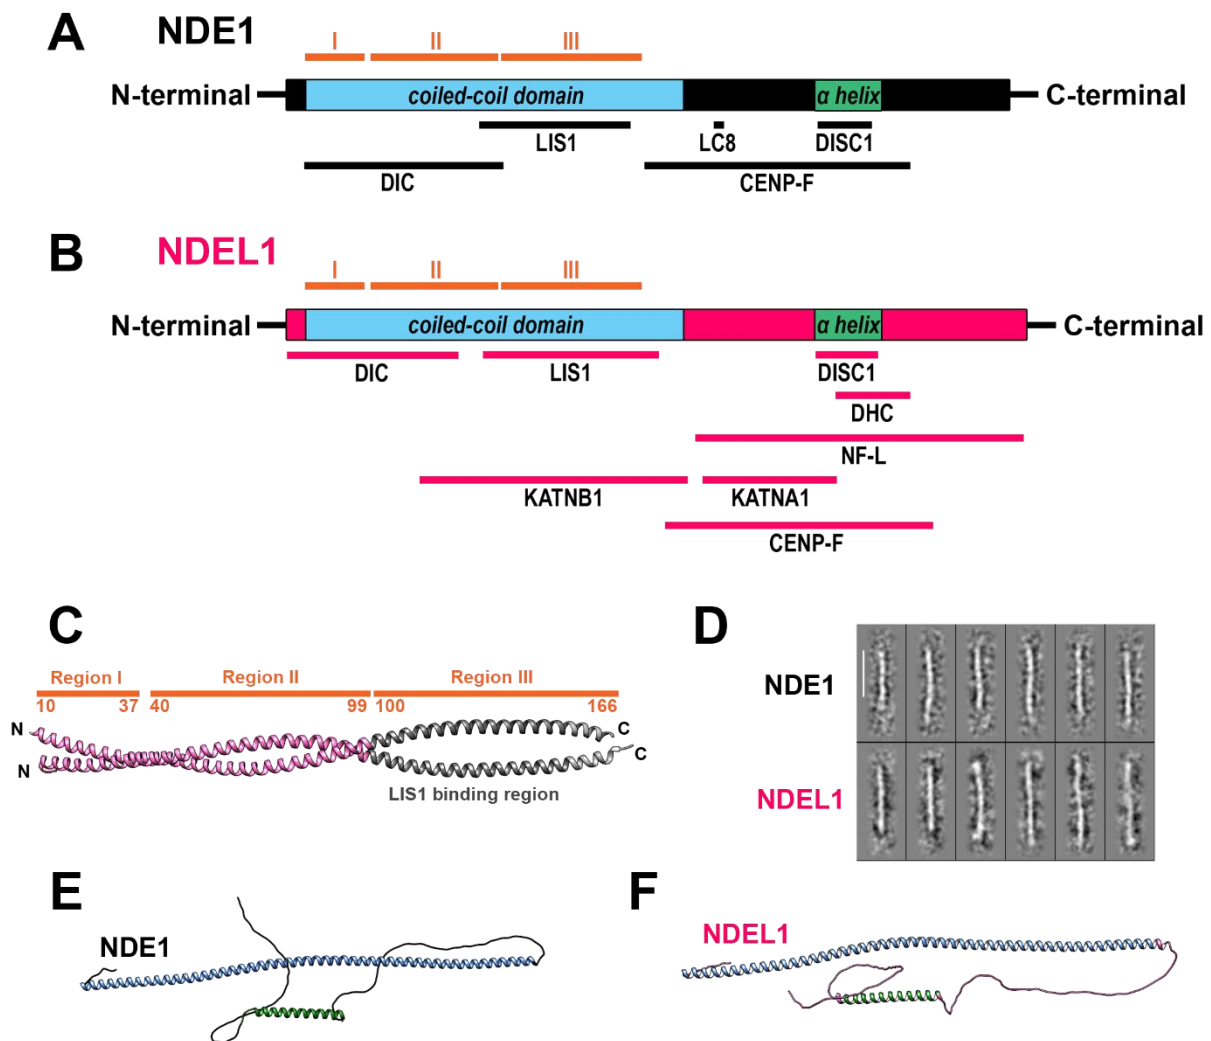 A NDE1
I II III
N-terminal coiled-coil domain α helix C-terminal
LIS1 LC8 DISC1
DIC CENP-F
B NDEL1
I II III
N-terminal coiled-coil domain α helix C-terminal
DIC LIS1 DISC1
DHC
NF-L
KATNB1 KATNA1
CENP-F
C
Region I Region II Region III
10 37 40 99 100 166
N C
N C
LIS1 binding region
D
NDE1
NDEL1
E
NDE1
F
NDEL1